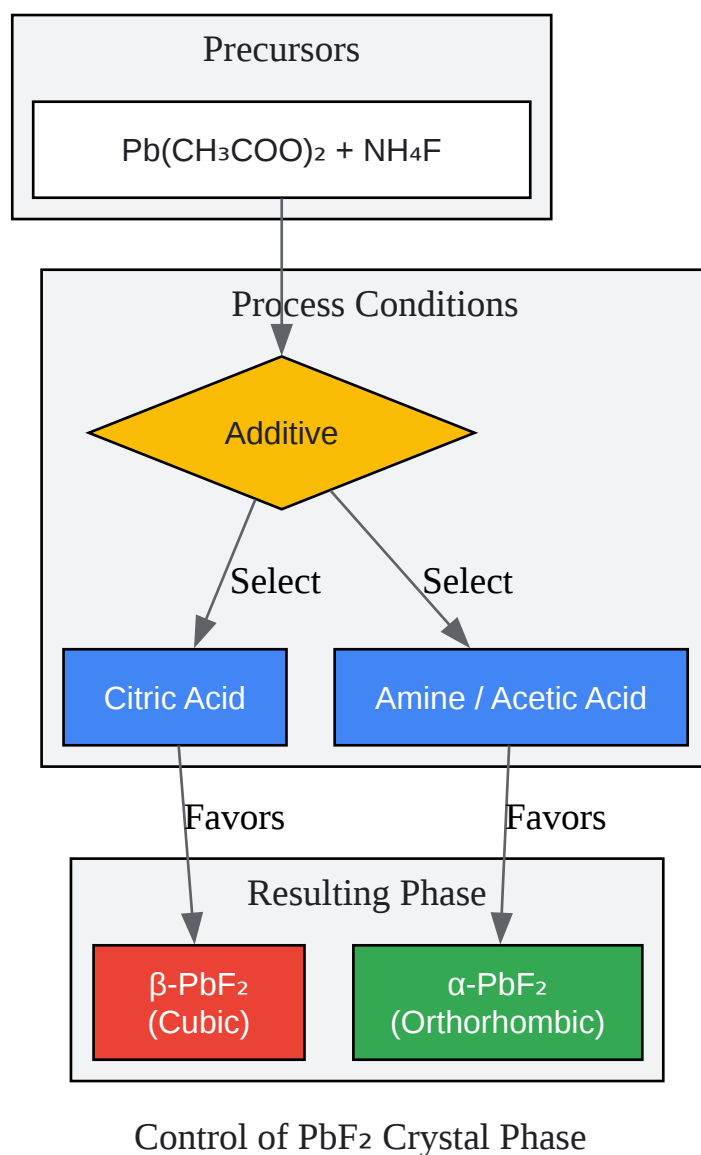 Precursors
Pb(CH₃COO)₂ + NH₄F
Process Conditions
Additive
Select
Select
Citric Acid
Amine / Acetic Acid
Favors
Favors
Resulting Phase
β-PbF₂
(Cubic)
α-PbF₂
(Orthorhombic)
Control of PbF₂ Crystal Phase